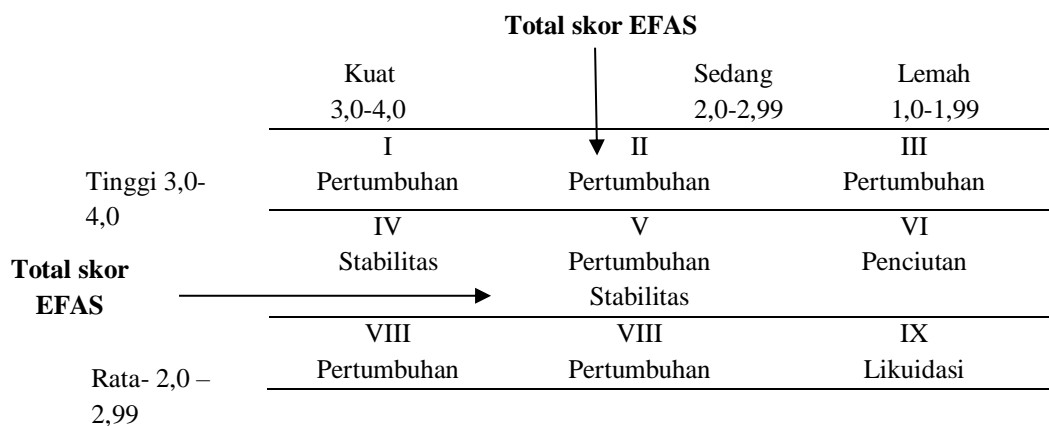 Total skor EFAS
Kuat Sedang Lemah
3,0-4,0 2,0-2,99 1,0-1,99
I II III
Tinggi 3,0- Pertumbuhan Pertumbuhan Pertumbuhan
4,0
IV V VI
Total skor Stabilitas Pertumbuhan Penciutan
EFAS Stabilitas
VIII VIII IX
Rata- 2,0 – Pertumbuhan Pertumbuhan Likuidasi
2,99